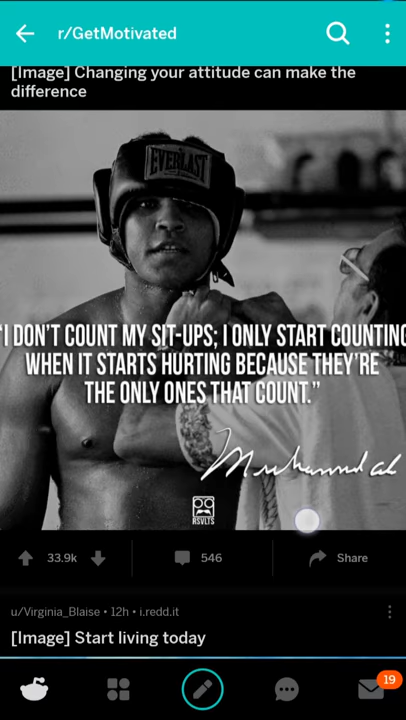 r/GetMotivated
[Image] Changing your attitude can make the
difference
EVERLAST
"I DON'T COUNT MY SIT-UPS; I ONLY START COUNTING
WHEN IT STARTS HURTING BECAUSE THEY'RE
THE ONLY ONES THAT COUNT."
Muhammad Ali
RSVLTS
33.9k
546
Share
u/Virginia_Blaise • 12h • i.redd.it
[Image] Start living today
19